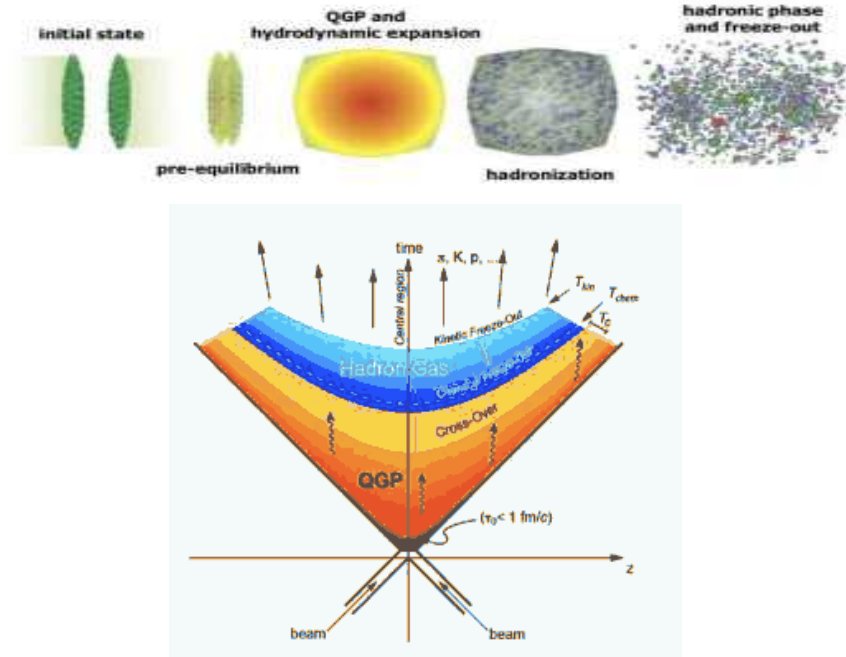 initial state
QGP and
hydrodynamic expansion
hadronic phase
and freeze-out
pre-equilibrium
hadronization
time
π, K, p, ...
Central region
T_kin
T_chem
T_c
Kinetic Freeze-Out
Hadron Gas
Chemical Freeze-Out
Cross-Over
QGP
(τ₀< 1 fm/c)
z
beam
beam